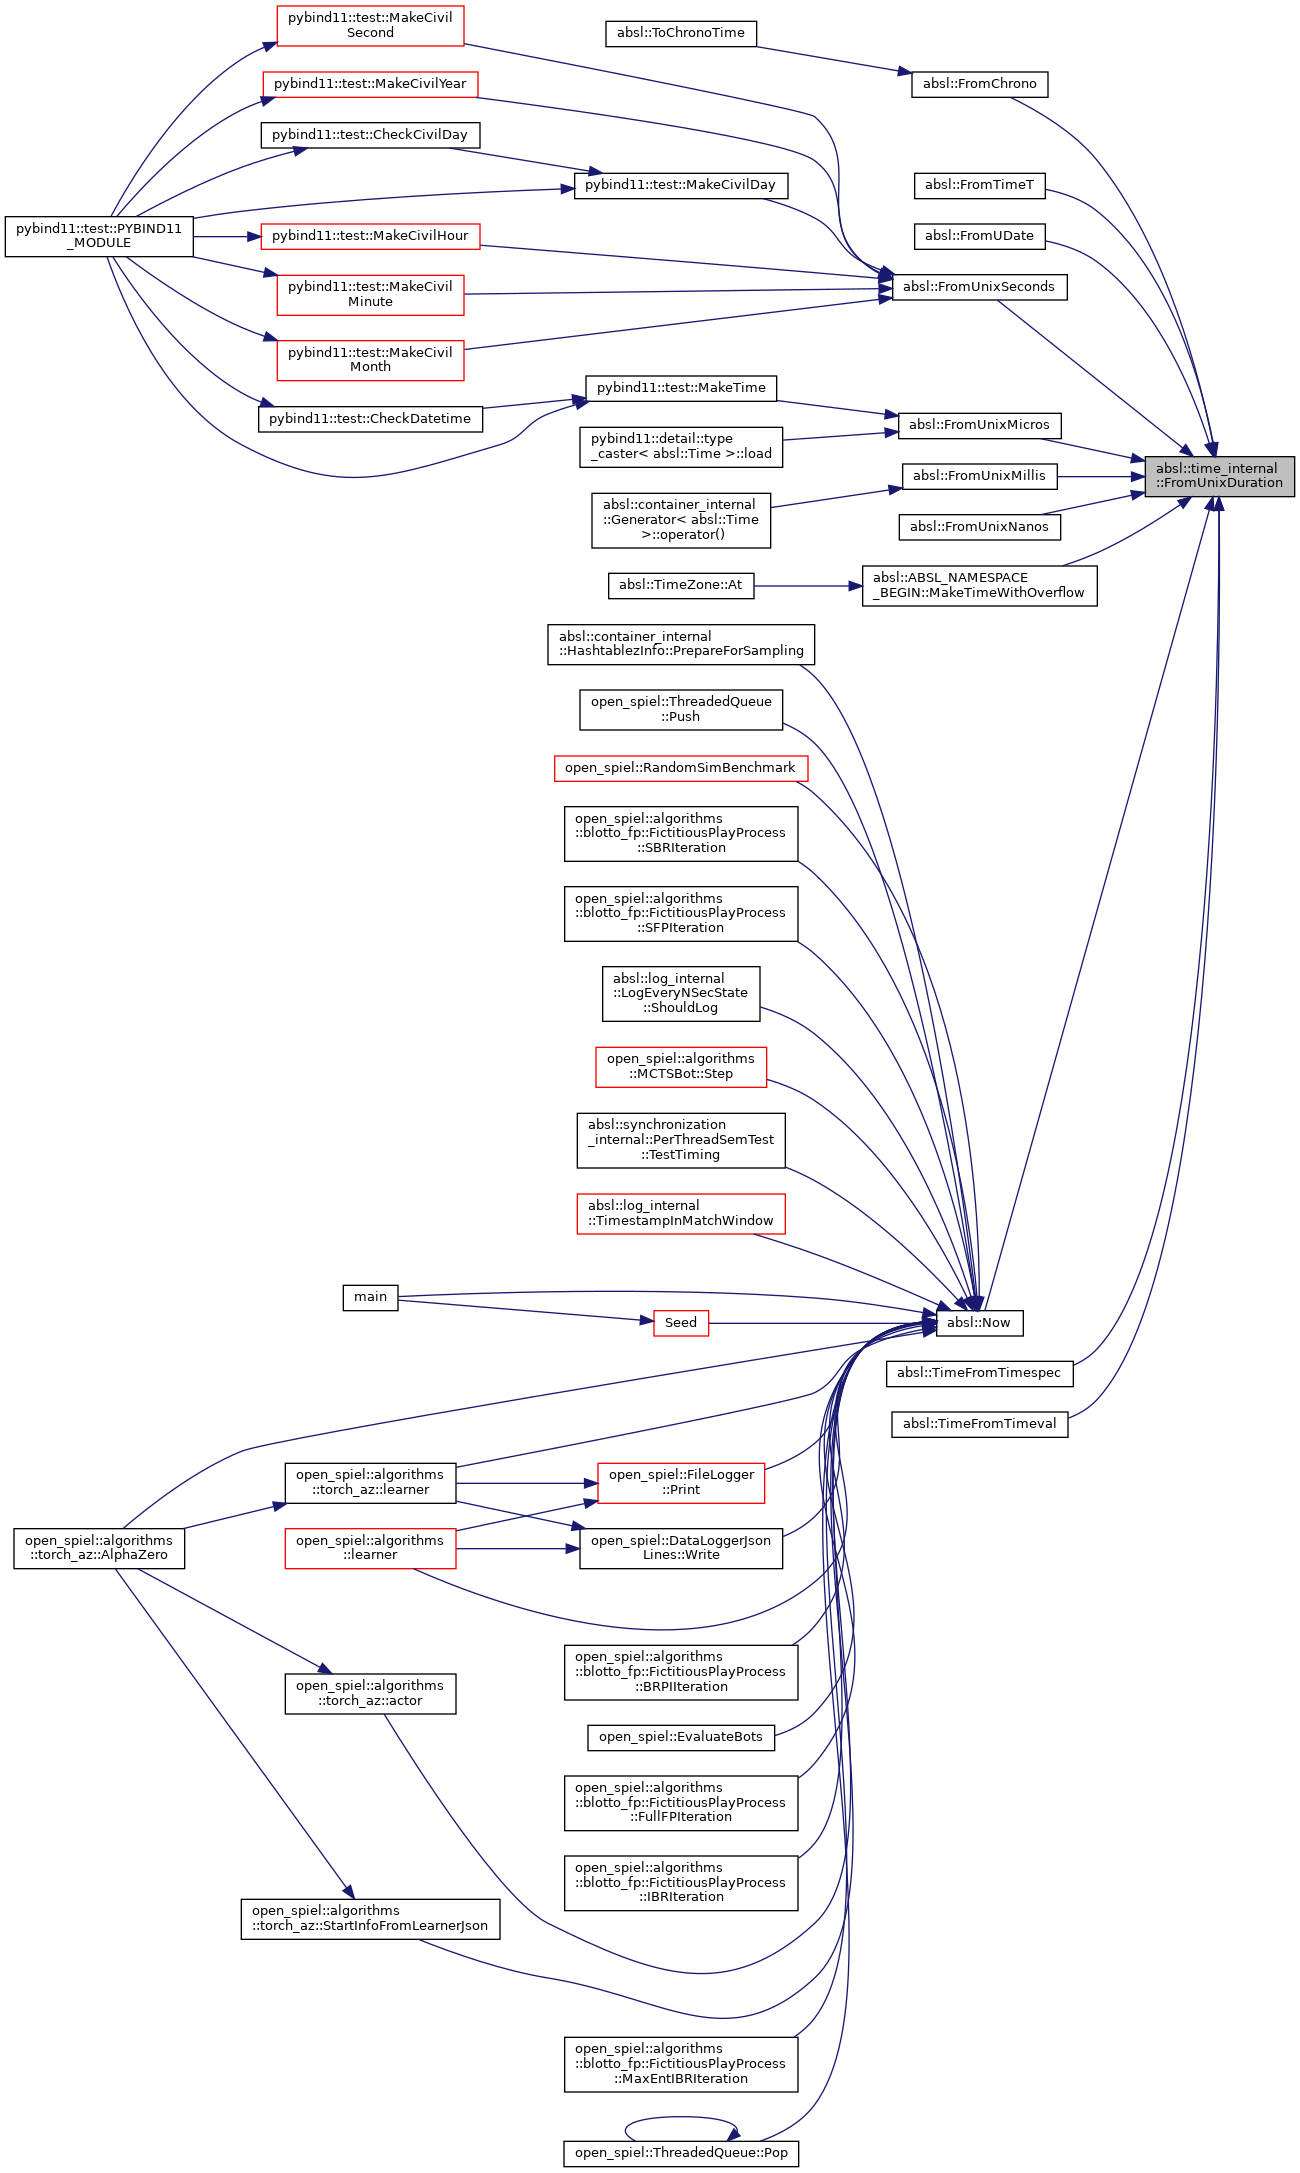 pybind11::test::MakeCivil
Second
absl::ToChronoTime
absl::FromChrono
pybind11::test::MakeCivilYear
pybind11::test::CheckCivilDay
pybind11::test::MakeCivilDay
absl::FromTimeT
pybind11::test::PYBIND11
_MODULE
pybind11::test::MakeCivilHour
absl::FromUDate
pybind11::test::MakeCivil
Minute
absl::FromUnixSeconds
pybind11::test::MakeCivil
Month
pybind11::test::MakeTime
pybind11::test::CheckDatetime
absl::FromUnixMicros
pybind11::detail::type
_caster< absl::Time >::load
absl::time_internal
::FromUnixDuration
absl::FromUnixMillis
absl::container_internal
::Generator< absl::Time
>::operator()
absl::FromUnixNanos
absl::TimeZone::At
absl::ABSL_NAMESPACE
_BEGIN::MakeTimeWithOverflow
absl::container_internal
::HashtablezInfo::PrepareForSampling
open_spiel::ThreadedQueue
::Push
open_spiel::RandomSimBenchmark
open_spiel::algorithms
::blotto_fp::FictitiousPlayProcess
::SBRIteration
open_spiel::algorithms
::blotto_fp::FictitiousPlayProcess
::SFPIteration
absl::log_internal
::LogEveryNSecState
::ShouldLog
open_spiel::algorithms
::MCTSBot::Step
absl::synchronization
_internal::PerThreadSemTest
::TestTiming
absl::log_internal
::TimestampInMatchWindow
main
Seed
absl::Now
absl::TimeFromTimespec
absl::TimeFromTimeval
open_spiel::algorithms
::torch_az::learner
open_spiel::FileLogger
::Print
open_spiel::algorithms
::torch_az::AlphaZero
open_spiel::algorithms
::learner
open_spiel::DataLoggerJson
Lines::Write
open_spiel::algorithms
::blotto_fp::FictitiousPlayProcess
::BRPIIteration
open_spiel::algorithms
::torch_az::actor
open_spiel::EvaluateBots
open_spiel::algorithms
::blotto_fp::FictitiousPlayProcess
::FullFPIteration
open_spiel::algorithms
::blotto_fp::FictitiousPlayProcess
::IBRIteration
open_spiel::algorithms
::torch_az::StartInfoFromLearnerJson
open_spiel::algorithms
::blotto_fp::FictitiousPlayProcess
::MaxEntIBRIteration
open_spiel::ThreadedQueue::Pop